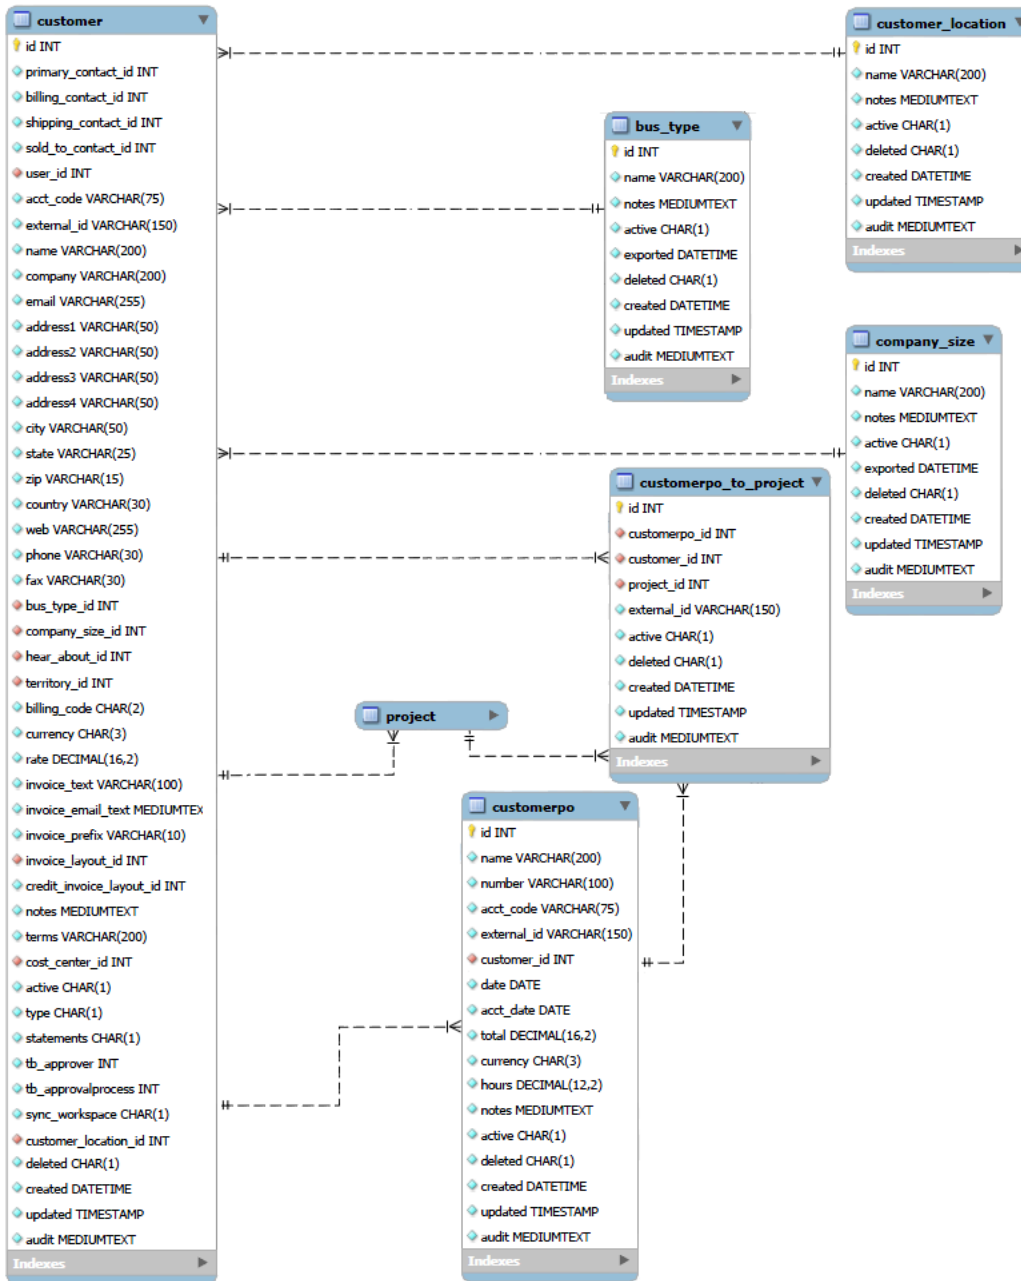 customer
id INT
primary_contact_id INT
billing_contact_id INT
shipping_contact_id INT
sold_to_contact_id INT
user_id INT
acct_code VARCHAR(75)
external_id VARCHAR(150)
name VARCHAR(200)
company VARCHAR(200)
email VARCHAR(255)
address1 VARCHAR(50)
address2 VARCHAR(50)
address3 VARCHAR(50)
address4 VARCHAR(50)
city VARCHAR(50)
state VARCHAR(25)
zip VARCHAR(15)
country VARCHAR(30)
web VARCHAR(255)
phone VARCHAR(30)
fax VARCHAR(30)
bus_type_id INT
company_size_id INT
hear_about_id INT
territory_id INT
billing_code CHAR(2)
currency CHAR(3)
rate DECIMAL(16,2)
invoice_text VARCHAR(100)
invoice_email_text MEDIUMTEX
invoice_prefix VARCHAR(10)
invoice_layout_id INT
credit_invoice_layout_id INT
notes MEDIUMTEXT
terms VARCHAR(200)
cost_center_id INT
active CHAR(1)
type CHAR(1)
statements CHAR(1)
tb_approver INT
tb_approvalprocess INT
sync_workspace CHAR(1)
customer_location_id INT
deleted CHAR(1)
created DATETIME
updated TIMESTAMP
audit MEDIUMTEXT
Indexes
customer_location
id INT
name VARCHAR(200)
notes MEDIUMTEXT
active CHAR(1)
deleted CHAR(1)
created DATETIME
updated TIMESTAMP
audit MEDIUMTEXT
Indexes
bus_type
id INT
name VARCHAR(200)
notes MEDIUMTEXT
active CHAR(1)
exported DATETIME
deleted CHAR(1)
created DATETIME
updated TIMESTAMP
audit MEDIUMTEXT
Indexes
company_size
id INT
name VARCHAR(200)
notes MEDIUMTEXT
active CHAR(1)
exported DATETIME
deleted CHAR(1)
created DATETIME
updated TIMESTAMP
audit MEDIUMTEXT
Indexes
customerpo_to_project
id INT
customerpo_id INT
customer_id INT
project_id INT
external_id VARCHAR(150)
active CHAR(1)
deleted CHAR(1)
created DATETIME
updated TIMESTAMP
audit MEDIUMTEXT
Indexes
project
customerpo
id INT
name VARCHAR(200)
number VARCHAR(100)
acct_code VARCHAR(75)
external_id VARCHAR(150)
customer_id INT
date DATE
acct_date DATE
total DECIMAL(16,2)
currency CHAR(3)
hours DECIMAL(12,2)
notes MEDIUMTEXT
active CHAR(1)
deleted CHAR(1)
created DATETIME
updated TIMESTAMP
audit MEDIUMTEXT
Indexes